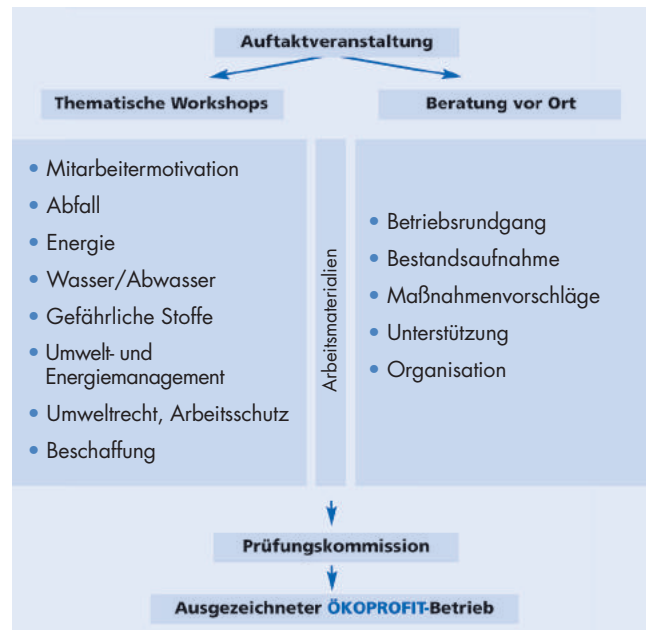 Auftaktveranstaltung
Thematische Workshops
Beratung vor Ort
• Mitarbeitermotivation
• Abfall
• Energie
• Wasser/Abwasser
• Gefährliche Stoffe
• Umwelt- und
Energiemanagement
• Umweltrecht, Arbeitsschutz
• Beschaffung
Arbeitsmaterialien
• Betriebsrundgang
• Bestandsaufnahme
• Maßnahmenvorschläge
• Unterstützung
• Organisation
Prüfungskommission
Ausgezeichneter ÖKOPROFIT-Betrieb